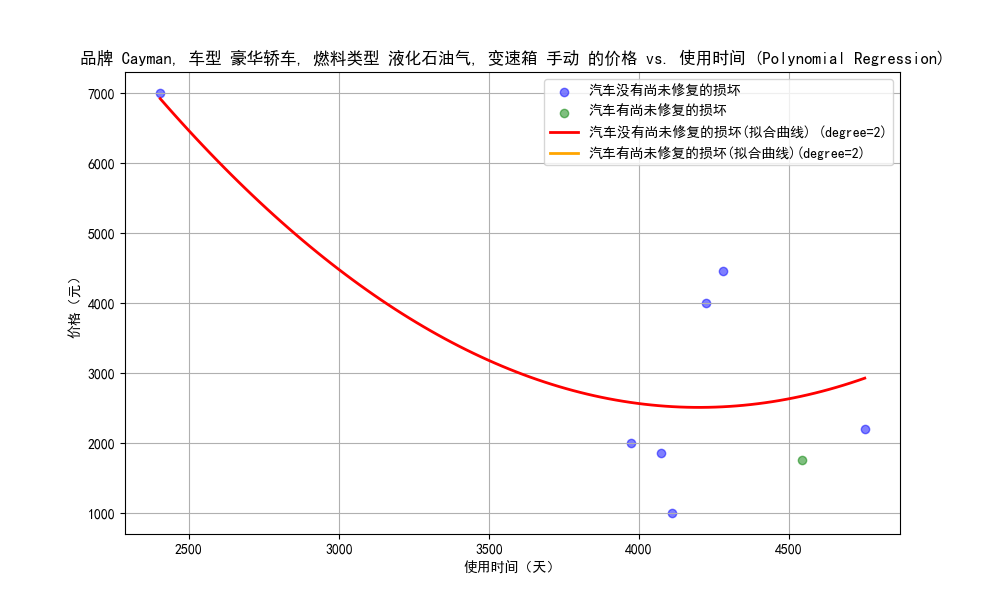 品牌 Cayman, 车型 豪华轿车, 燃料类型 液化石油气, 变速箱 手动 的价格 vs. 使用时间 (Polynomial Regression)
汽车没有尚未修复的损坏
汽车有尚未修复的损坏
汽车没有尚未修复的损坏(拟合曲线) (degree=2)
汽车有尚未修复的损坏(拟合曲线)(degree=2)
价格（元）
7000
6000
5000
4000
3000
2000
1000
2500
3000
3500
4000
4500
使用时间（天）